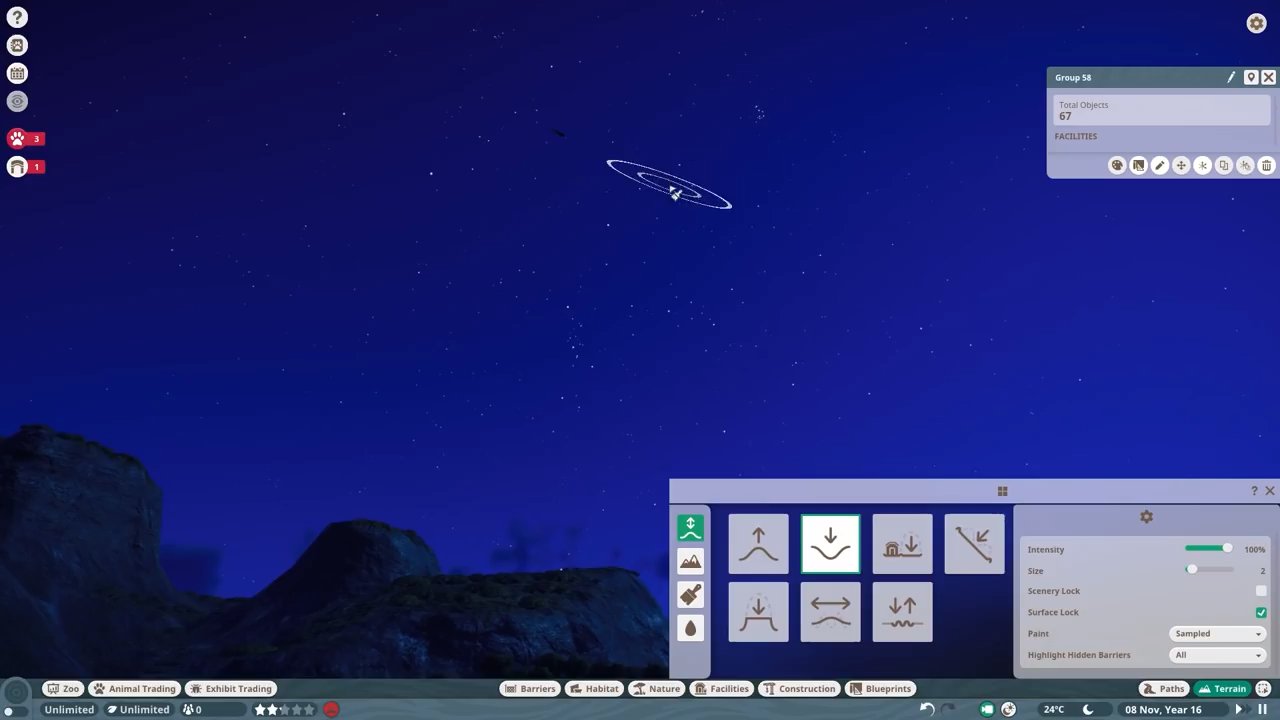 ?
Group 58
Total Objects
67
FACILITIES
3
1
?
Intensity 100%
Size 2
Scenery Lock
Surface Lock
Paint Sampled
Highlight Hidden Barriers All
Zoo Animal Trading Exhibit Trading Barriers Habitat Nature Facilities Construction Blueprints Paths Terrain
Unlimited Unlimited 0 24°C 08 Nov, Year 16